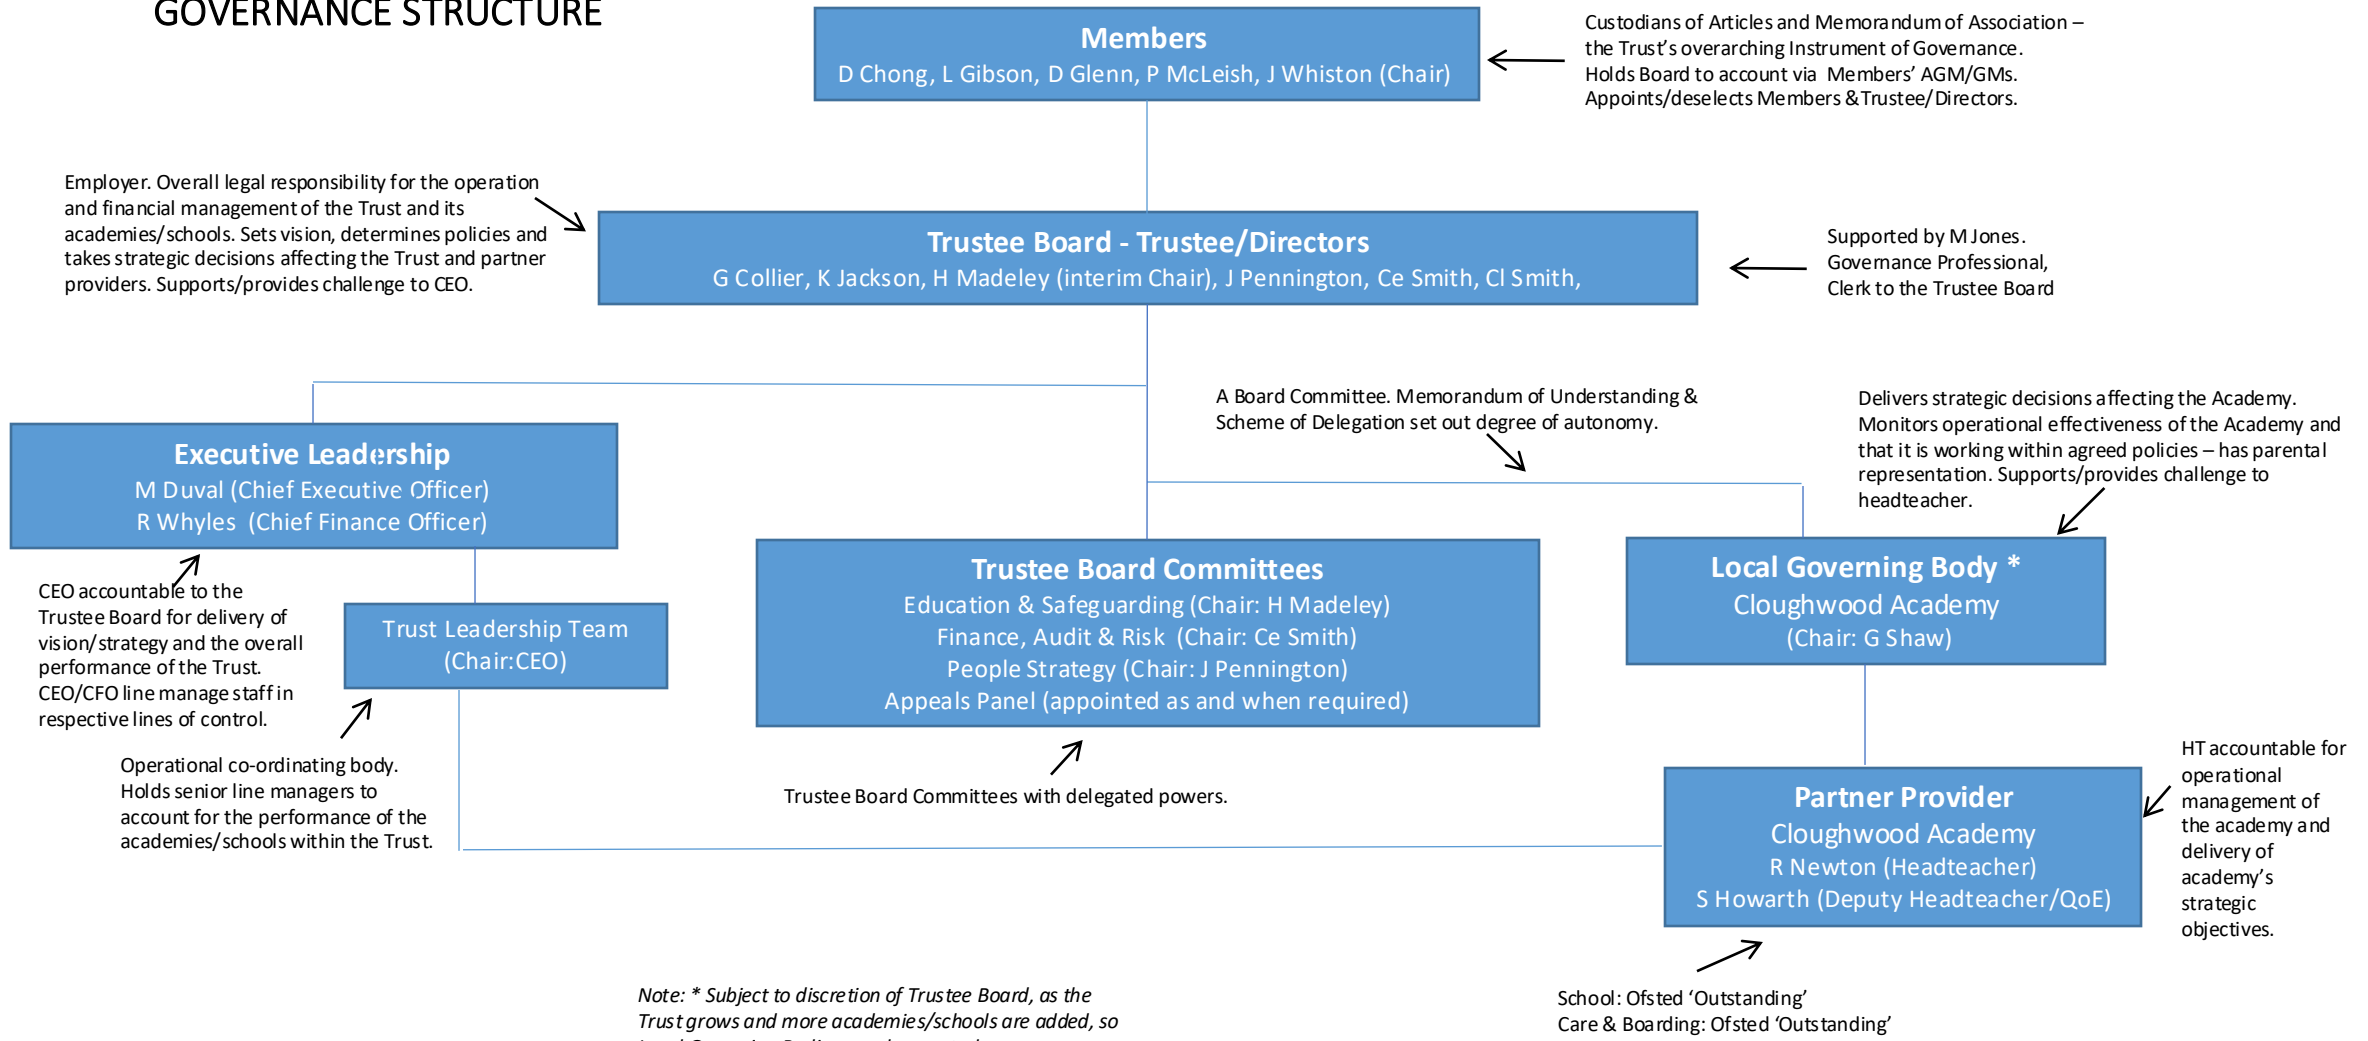 GOVERNANCE STRUCTURE
Members
D Chong, L Gibson, D Glenn, P McLeish, J Whiston (Chair)
Custodians of Articles and Memorandum of Association –
the Trust's overarching Instrument of Governance.
Holds Board to account via Members' AGM/GMs.
Appoints/deselects Members & Trustee/Directors.
Employer. Overall legal responsibility for the operation
and financial management of the Trust and its
academies/schools. Sets vision, determines policies and
takes strategic decisions affecting the Trust and partner
providers. Supports/provides challenge to CEO.
Trustee Board - Trustee/Directors
G Collier, K Jackson, H Madeley (interim Chair), J Pennington, Ce Smith, Cl Smith,
Supported by M Jones.
Governance Professional,
Clerk to the Trustee Board
A Board Committee. Memorandum of Understanding &
Scheme of Delegation set out degree of autonomy.
Delivers strategic decisions affecting the Academy.
Monitors operational effectiveness of the Academy and
that it is working within agreed policies – has parental
representation. Supports/provides challenge to
headteacher.
Executive Leadership
M Duval (Chief Executive Officer)
R Whyles (Chief Finance Officer)
CEO accountable to the
Trustee Board for delivery of
vision/strategy and the overall
performance of the Trust.
CEO/CFO line manage staff in
respective lines of control.
Trust Leadership Team
(Chair:CEO)
Operational co-ordinating body.
Holds senior line managers to
account for the performance of the
academies/schools within the Trust.
Trustee Board Committees
Education & Safeguarding (Chair: H Madeley)
Finance, Audit & Risk (Chair: Ce Smith)
People Strategy (Chair: J Pennington)
Appeals Panel (appointed as and when required)
Trustee Board Committees with delegated powers.
Local Governing Body *
Cloughwood Academy
(Chair: G Shaw)
Partner Provider
Cloughwood Academy
R Newton (Headteacher)
S Howarth (Deputy Headteacher/QoE)
HT accountable for
operational
management of
the academy and
delivery of
academy's
strategic
objectives.
School: Ofsted 'Outstanding'
Care & Boarding: Ofsted 'Outstanding'
Note: * Subject to discretion of Trustee Board, as the
Trust grows and more academies/schools are added, so